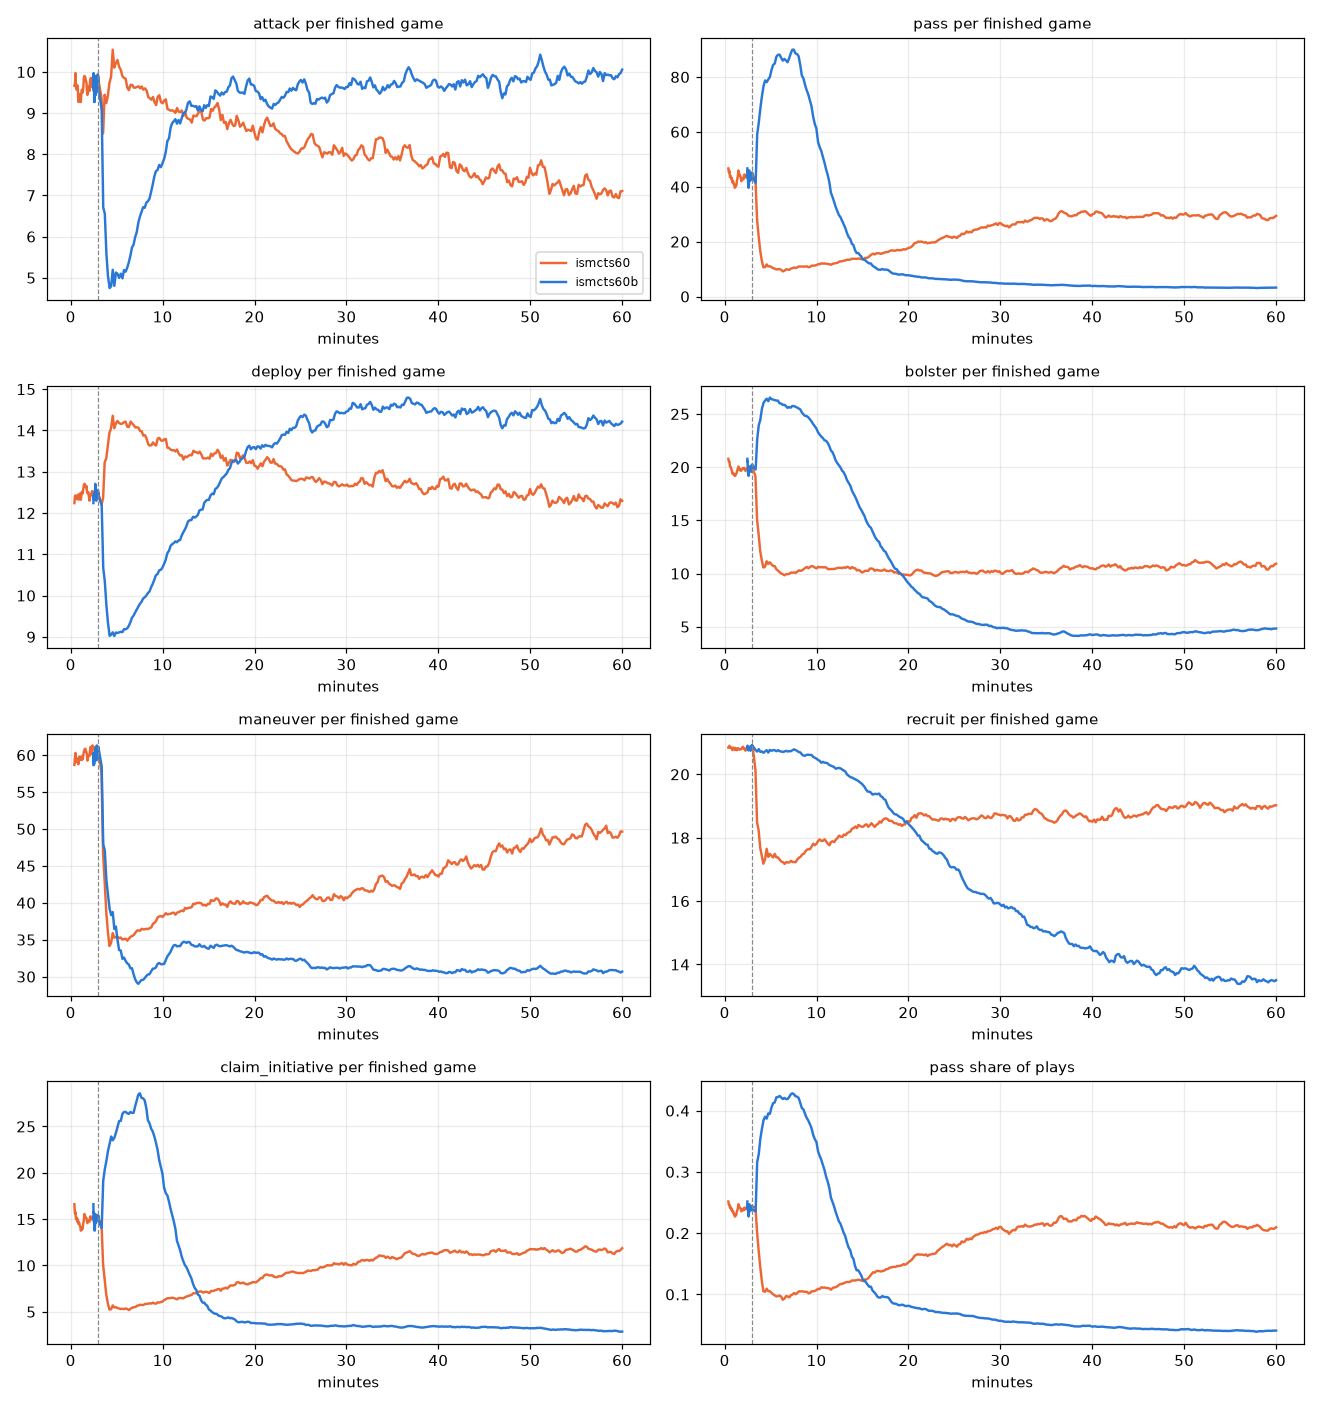 attack per finished game
10
9
8
7
6
5
ismcts60
ismcts60b
0 10 20 30 40 50 60
minutes
pass per finished game
80
60
40
20
0
0 10 20 30 40 50 60
minutes
deploy per finished game
15
14
13
12
11
10
9
0 10 20 30 40 50 60
minutes
bolster per finished game
25
20
15
10
5
0 10 20 30 40 50 60
minutes
maneuver per finished game
60
55
50
45
40
35
30
0 10 20 30 40 50 60
minutes
recruit per finished game
20
18
16
14
0 10 20 30 40 50 60
minutes
claim_initiative per finished game
25
20
15
10
5
0 10 20 30 40 50 60
minutes
pass share of plays
0.4
0.3
0.2
0.1
0 10 20 30 40 50 60
minutes